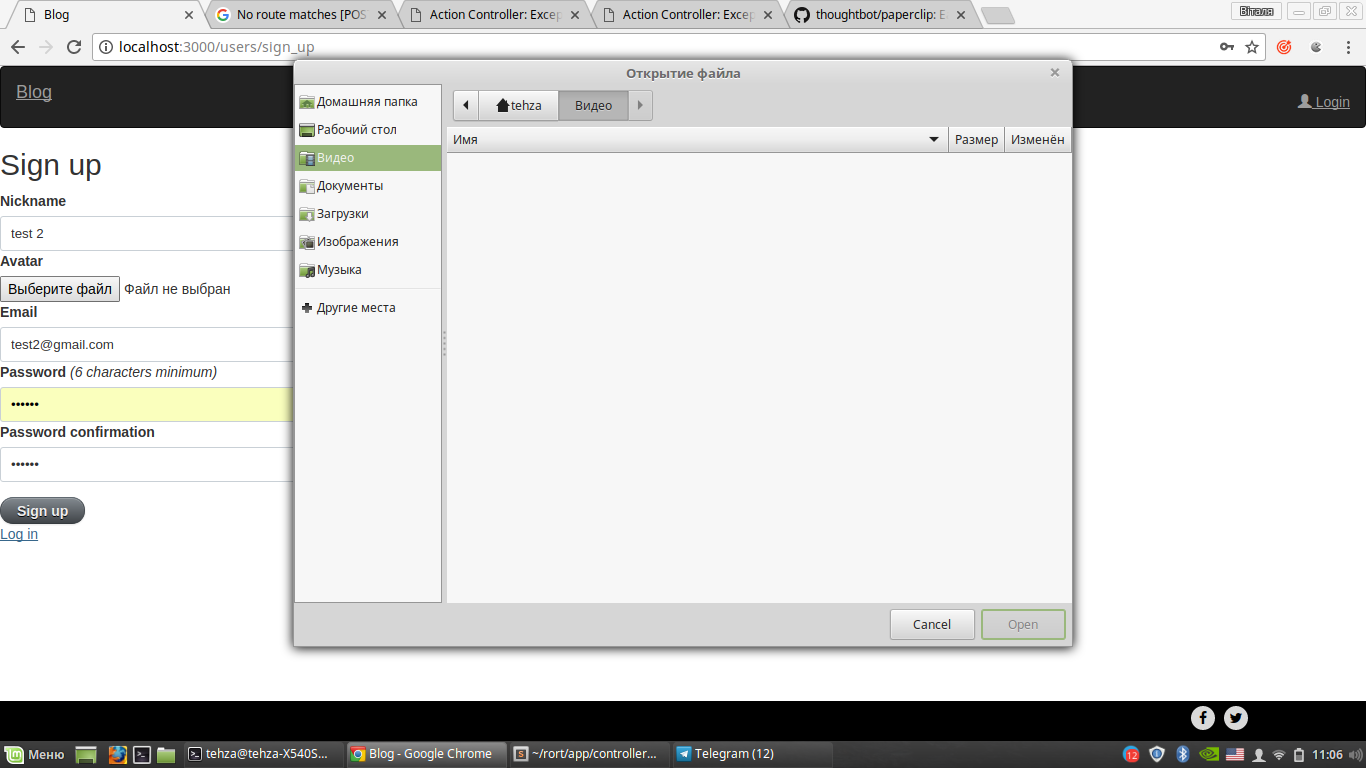 Blog
No route matches [POS
Action Controller: Excep
Action Controller: Excep
thoughtbot/paperclip: E
Віталя
localhost:3000/users/sign_up
Blog
Login
Sign up
Nickname
test 2
Avatar
Выберите файл Файл не выбран
Email
test2@gmail.com
Password (6 characters minimum)
••••••
Password confirmation
••••••
Sign up
Log in
Открытие файла
Домашняя папка
Рабочий стол
Видео
Документы
Загрузки
Изображения
Музыка
Другие места
tehza
Видео
Имя
Размер
Изменён
Cancel
Open
Меню
tehza@tehza-X540S...
Blog - Google Chrome
~/rort/app/controller...
Telegram (12)
12
11:06